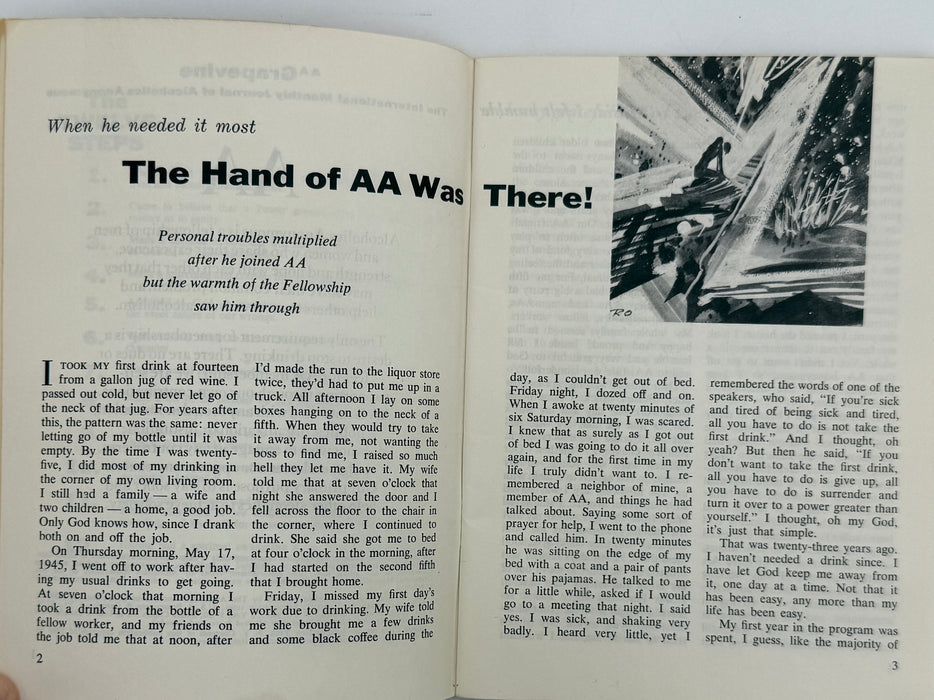 When he needed it most
The Hand of AA Was There!
Personal troubles multiplied
after he joined AA
but the warmth of the Fellowship
saw him through
I TOOK MY first drink at fourteen
from a gallon jug of red wine. I
passed out cold, but never let go of
the neck of that jug. For years after
this, the pattern was the same: never
letting go of my bottle until it was
empty. By the time I was twenty-
five, I did most of my drinking in
the corner of my own living room.
I still had a family — a wife and
two children — a home, a good job.
Only God knows how, since I drank
both on and off the job.
On Thursday morning, May 17,
1945, I went off to work after hav-
ing my usual drinks to get going.
At seven o'clock that morning I
took a drink from the bottle of a
fellow worker, and my friends on
the job told me that at noon, after
I'd made the run to the liquor store
twice, they'd had to put me up in a
truck. All afternoon I lay on some
boxes hanging on to the neck of a
fifth. When they would try to take
it away from me, not wanting the
boss to find me, I raised so much
hell they let me have it. My wife
told me that at seven o'clock that
night she answered the door and I
fell across the floor to the chair in
the corner, where I continued to
drink. She said she got me to bed
at four o'clock in the morning, after
I had started on the second fifth
that I brought home.
Friday, I missed my first day's
work due to drinking. My wife told
me she brought me a few drinks
and some black coffee during the
2
RO
day, as I couldn't get out of bed.
Friday night, I dozed off and on.
When I awoke at twenty minutes of
six Saturday morning, I was scared.
I knew that as surely as I got out
of bed I was going to do it all over
again, and for the first time in my
life I truly didn't want to. I re-
membered a neighbor of mine, a
member of AA, and things he had
talked about. Saying some sort of
prayer for help, I went to the phone
and called him. In twenty minutes
he was sitting on the edge of my
bed with a coat and a pair of pants
over his pajamas. He talked to me
for a little while, asked if I would
go to a meeting that night. I said
yes. I was sick, and shaking very
badly. I heard very little, yet I
remembered the words of one of the
speakers, who said, "If you're sick
and tired of being sick and tired,
all you have to do is not take the
first drink." And I thought, oh
yeah? But then he said, "If you
don't want to take the first drink,
all you have to do is give up, all
you have to do is surrender and
turn it over to a power greater than
yourself." I thought, oh my God,
it's just that simple.
That was twenty-three years ago.
I haven't needed a drink since. I
have let God keep me away from
it, one day at a time. Not that it
has been easy, any more than my
life has been easy.
My first year in the program was
spent, I guess, like the majority of
3